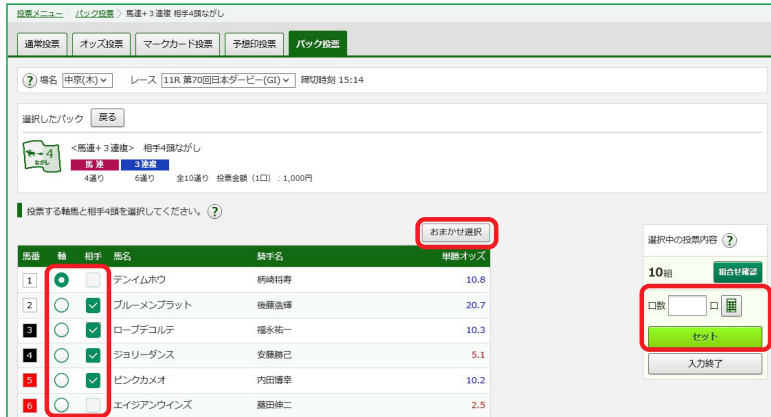 投票メニュー 〉 パック投票 〉 馬連+3連複 相手4頭ながし
通常投票 オッズ投票 マークカード投票 予想印投票 パック投票
? 場名 中京(木) レース 11R 第70回日本ダービー(GI) 締切時刻 15:14
選択したパック 戻る
4 ながし
<馬連+3連複> 相手4頭ながし
馬連 3連複
4通り 6通り 全10通り 投票金額 (1口) : 1,000円
投票する軸馬と相手4頭を選択してください。 ?
おまかせ選択
馬番 軸 相手 馬名 騎手名 単勝オッズ
1 テンイムホウ 柄崎将寿 10.8
2 ブルーメンブラット 後藤浩輝 20.7
3 ローブデコルテ 福永祐一 10.3
4 ジョリーダンス 安藤勝己 5.1
5 ピンクカメオ 内田博幸 10.2
6 エイジアンウインズ 藤田伸二 2.5
選択中の投票内容 ?
10組 組合せ確認
口数 口
セット
入力終了